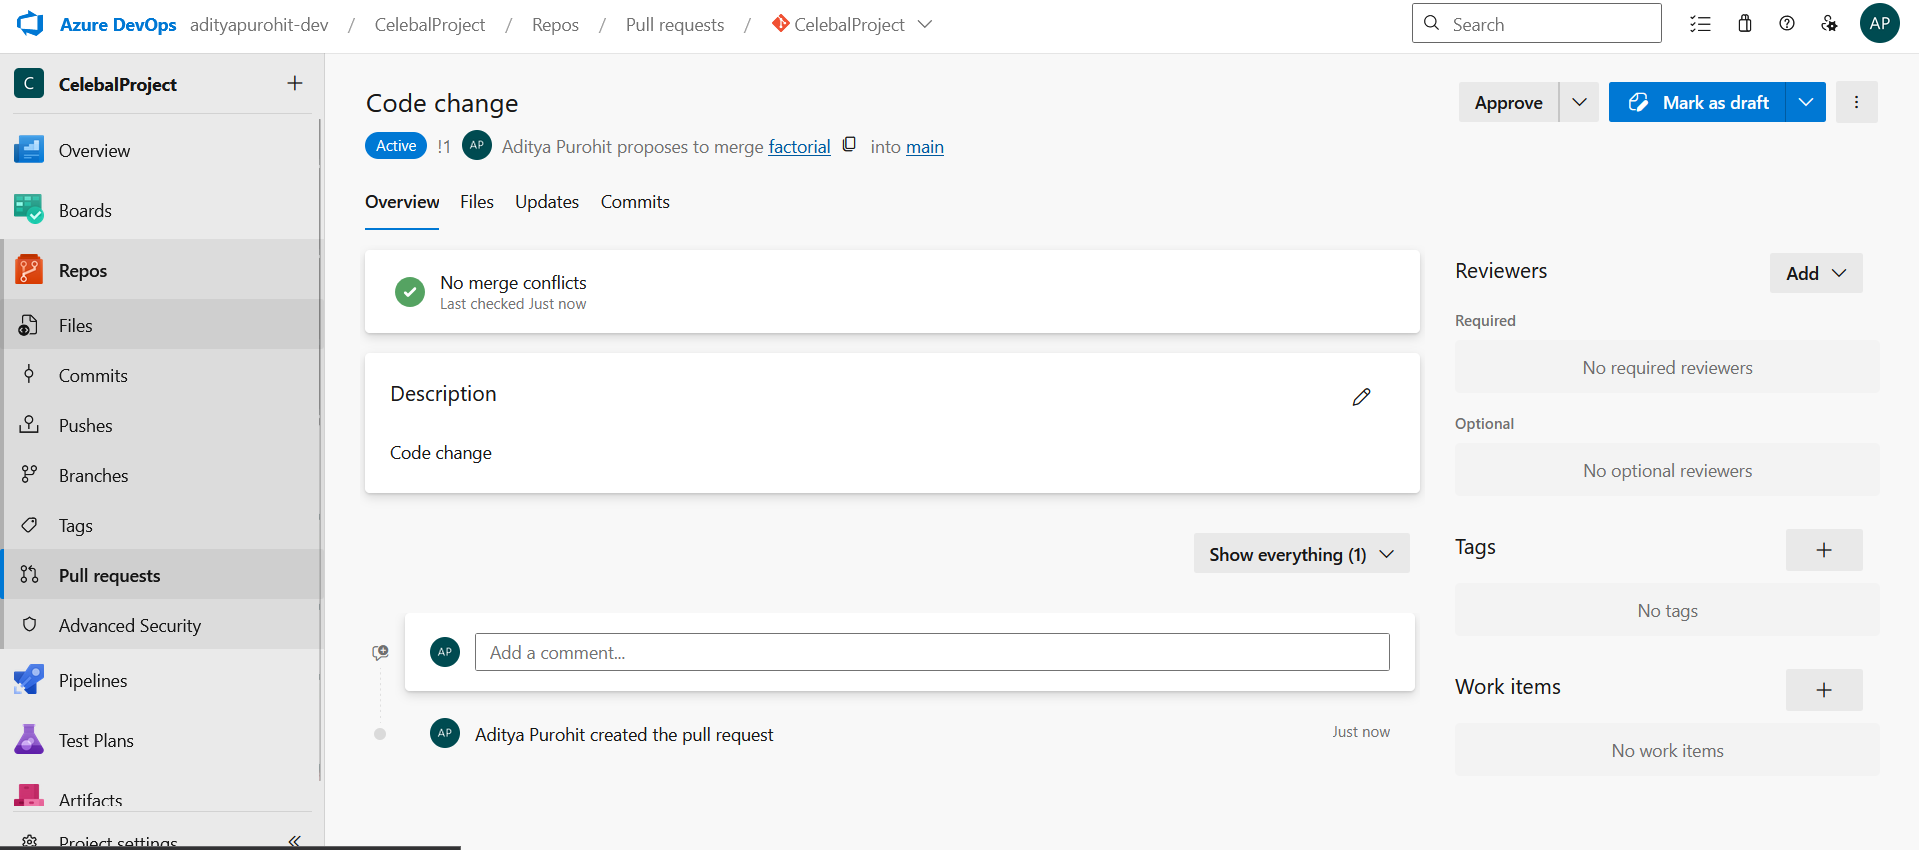 Azure DevOps adityapurohit-dev / CelebalProject / Repos / Pull requests / CelebalProject
Search
AP
C CelebalProject
Overview
Boards
Repos
Files
Commits
Pushes
Branches
Tags
Pull requests
Advanced Security
Pipelines
Test Plans
Artifacts
Project settings
Code change
Approve
Mark as draft
Active !1 AP Aditya Purohit proposes to merge factorial into main
Overview Files Updates Commits
No merge conflicts
Last checked Just now
Description
Code change
Show everything (1)
AP Add a comment...
AP Aditya Purohit created the pull request Just now
Reviewers
Add
Required
No required reviewers
Optional
No optional reviewers
Tags
No tags
Work items
No work items